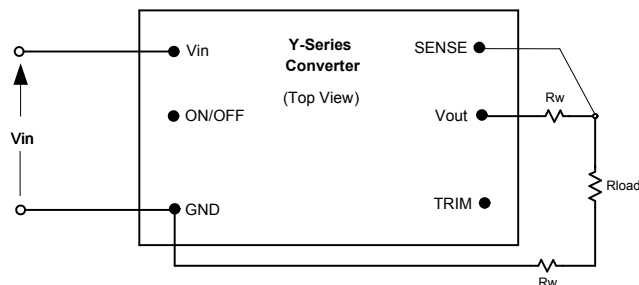 Y-Series
Converter
(Top View)
Vin
SENSE
ON/OFF
Vout
Rw
Vin
Rload
GND
TRIM
Rw